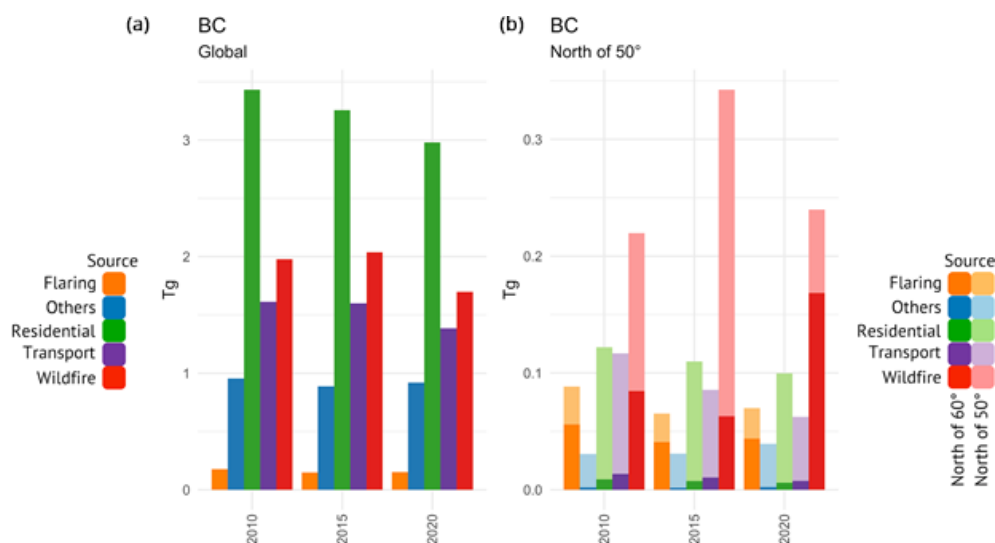 (a)
BC
Global
3
2
1
0
Tg
2010
2015
2020
Source
Flaring
Others
Residential
Transport
Wildfire
(b)
BC
North of 50°
0.3
0.2
0.1
0.0
Tg
2010
2015
2020
Source
Flaring
Others
Residential
Transport
Wildfire
North of 60°
North of 50°